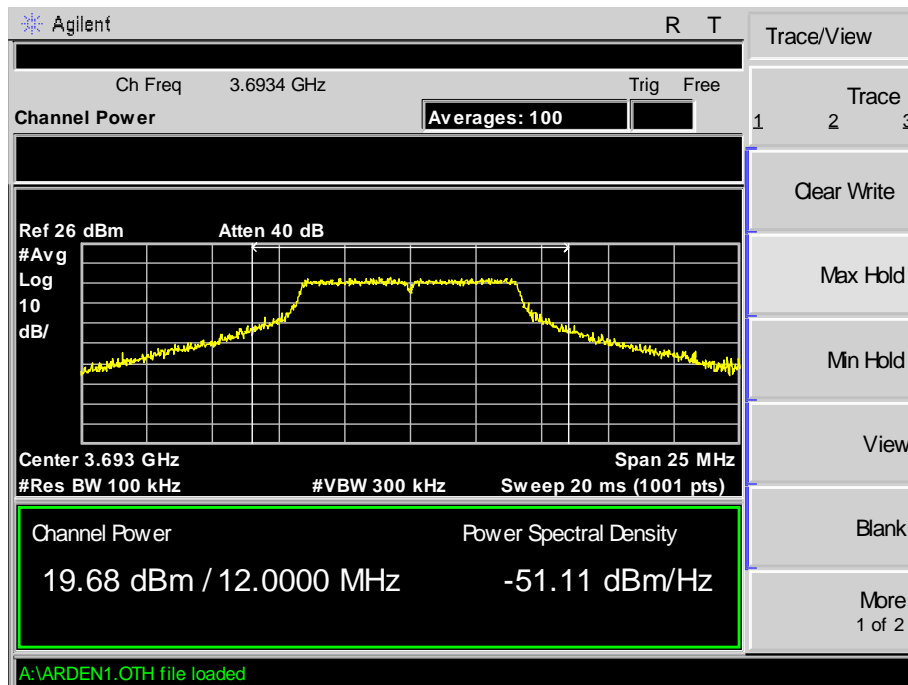 Agilent R T
Trace/View
Ch Freq 3.6934 GHz Trig Free
Channel Power Averages: 100
Trace
1 2 3
Clear Write
Max Hold
Min Hold
View
Blank
More
1 of 2
Ref 26 dBm Atten 40 dB
#Avg
Log
10
dB/
Center 3.693 GHz Span 25 MHz
#Res BW 100 kHz #VBW 300 kHz Sweep 20 ms (1001 pts)
Channel Power Power Spectral Density
19.68 dBm / 12.0000 MHz -51.11 dBm/Hz
A:\ARDEN1.OTH file loaded